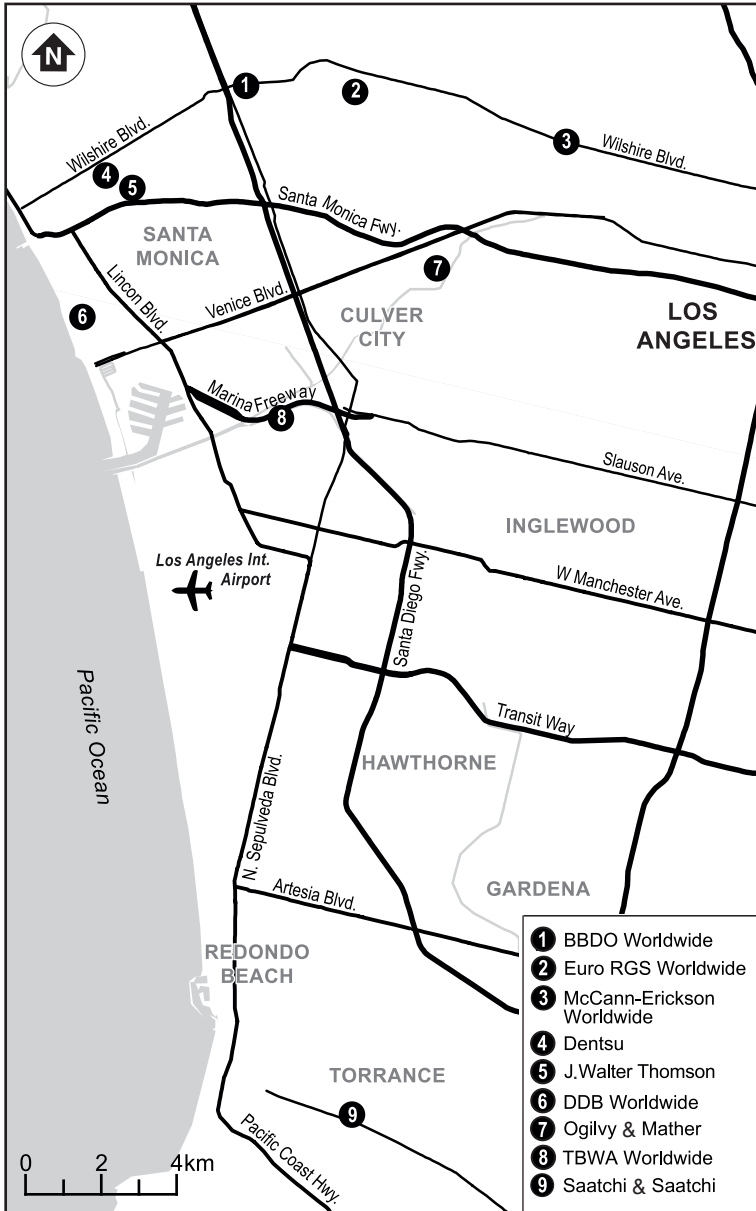 N
1
2
3
Wilshire Blvd.
Wilshire Blvd.
4
5
Santa Monica Fwy.
SANTA
MONICA
7
Lincon Blvd.
Venice Blvd.
6
CULVER
CITY
LOS
ANGELES
Marina Freeway
8
Slauson Ave.
INGLEWOOD
Los Angeles Int.
Airport
W Manchester Ave.
Santa Diego Fwy.
Pacific Ocean
Transit Way
HAWTHORNE
N. Sepulveda Blvd.
Artesia Blvd.
GARDENA
REDONDO
BEACH
TORRANCE
9
Pacific Coast Hwy.
0 2 4km
1 BBDO Worldwide
2 Euro RGS Worldwide
3 McCann-Erickson
Worldwide
4 Dentsu
5 J.Walter Thomson
6 DDB Worldwide
7 Ogilvy & Mather
8 TBWA Worldwide
9 Saatchi & Saatchi